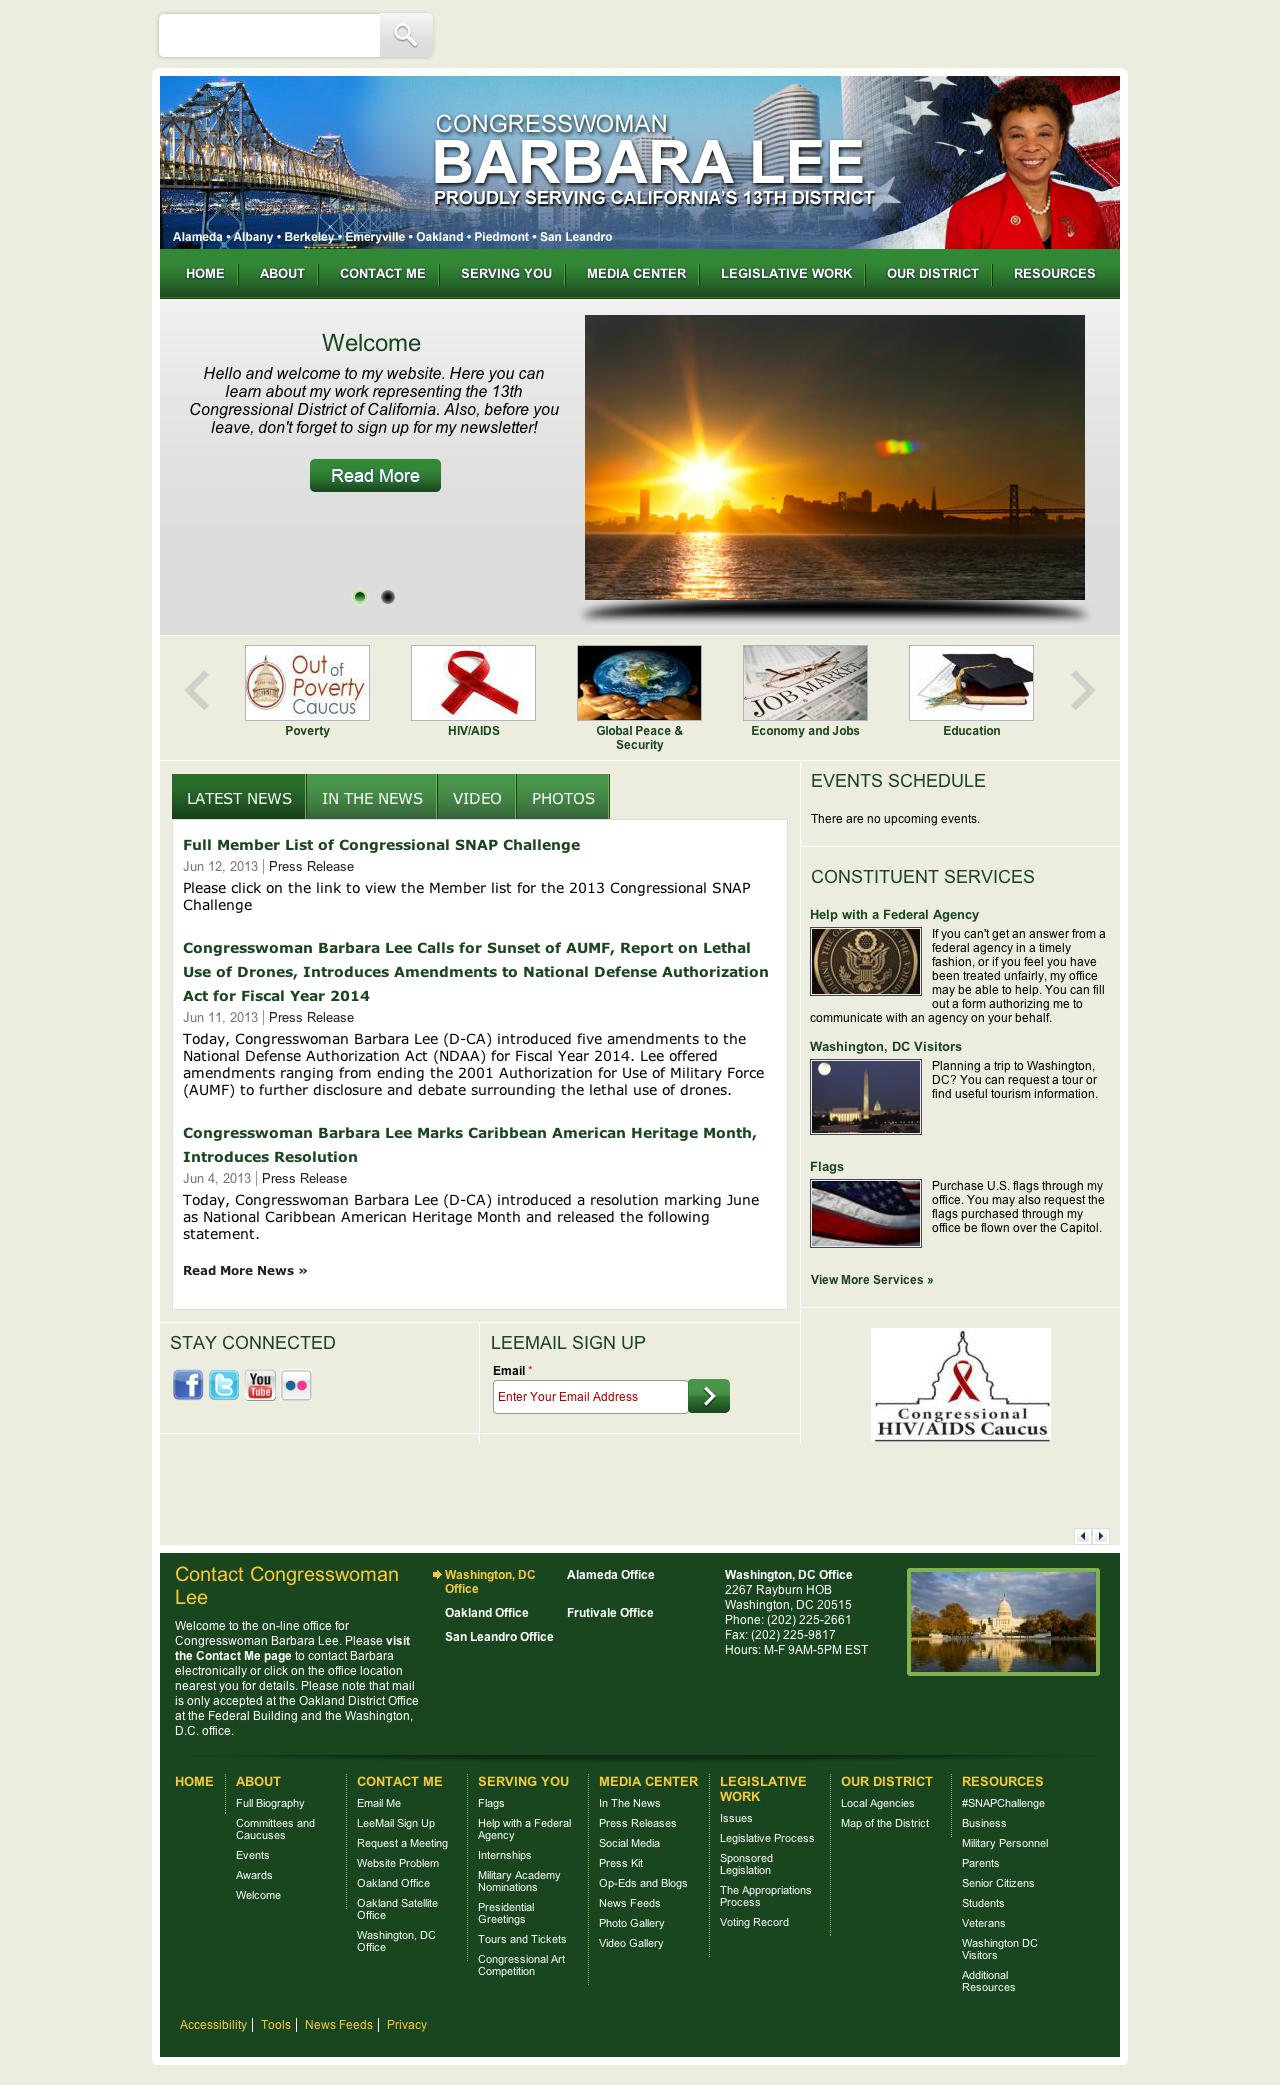 CONGRESSWOMAN
BARBARA LEE
PROUDLY SERVING CALIFORNIA'S 13TH DISTRICT
Alameda • Albany • Berkeley • Emeryville • Oakland • Piedmont • San Leandro
HOME ABOUT CONTACT ME SERVING YOU MEDIA CENTER LEGISLATIVE WORK OUR DISTRICT RESOURCES
Welcome
Hello and welcome to my website. Here you can
learn about my work representing the 13th
Congressional District of California. Also, before you
leave, don't forget to sign up for my newsletter!
Read More
Out of
Poverty
Caucus
JOB MARKET
Poverty
HIV/AIDS
Global Peace &
Security
Economy and Jobs
Education
LATEST NEWS IN THE NEWS VIDEO PHOTOS
Full Member List of Congressional SNAP Challenge
Jun 12, 2013 | Press Release
Please click on the link to view the Member list for the 2013 Congressional SNAP
Challenge
Congresswoman Barbara Lee Calls for Sunset of AUMF, Report on Lethal
Use of Drones, Introduces Amendments to National Defense Authorization
Act for Fiscal Year 2014
Jun 11, 2013 | Press Release
Today, Congresswoman Barbara Lee (D-CA) introduced five amendments to the
National Defense Authorization Act (NDAA) for Fiscal Year 2014. Lee offered
amendments ranging from ending the 2001 Authorization for Use of Military Force
(AUMF) to further disclosure and debate surrounding the lethal use of drones.
Congresswoman Barbara Lee Marks Caribbean American Heritage Month,
Introduces Resolution
Jun 4, 2013 | Press Release
Today, Congresswoman Barbara Lee (D-CA) introduced a resolution marking June
as National Caribbean American Heritage Month and released the following
statement.
Read More News »
EVENTS SCHEDULE
There are no upcoming events.
CONSTITUENT SERVICES
Help with a Federal Agency
If you can't get an answer from a
federal agency in a timely
fashion, or if you feel you have
been treated unfairly, my office
may be able to help. You can fill
out a form authorizing me to
communicate with an agency on your behalf.
Washington, DC Visitors
Planning a trip to Washington,
DC? You can request a tour or
find useful tourism information.
Flags
Purchase U.S. flags through my
office. You may also request the
flags purchased through my
office be flown over the Capitol.
View More Services »
STAY CONNECTED
You
Tube
LEEMAIL SIGN UP
Email *
Enter Your Email Address
Congressional
HIV/AIDS Caucus
Contact Congresswoman
Lee
Welcome to the on-line office for
Congresswoman Barbara Lee. Please visit
the Contact Me page to contact Barbara
electronically or click on the office location
nearest you for details. Please note that mail
is only accepted at the Oakland District Office
at the Federal Building and the Washington,
D.C. office.
Washington, DC
Office
Alameda Office
Oakland Office
Frutivale Office
San Leandro Office
Washington, DC Office
2267 Rayburn HOB
Washington, DC 20515
Phone: (202) 225-2661
Fax: (202) 225-9817
Hours: M-F 9AM-5PM EST
HOME
ABOUT
Full Biography
Committees and
Caucuses
Events
Awards
Welcome
CONTACT ME
Email Me
LeeMail Sign Up
Request a Meeting
Website Problem
Oakland Office
Oakland Satellite
Office
Washington, DC
Office
SERVING YOU
Flags
Help with a Federal
Agency
Internships
Military Academy
Nominations
Presidential
Greetings
Tours and Tickets
Congressional Art
Competition
MEDIA CENTER
In The News
Press Releases
Social Media
Press Kit
Op-Eds and Blogs
News Feeds
Photo Gallery
Video Gallery
LEGISLATIVE
WORK
Issues
Legislative Process
Sponsored
Legislation
The Appropriations
Process
Voting Record
OUR DISTRICT
Local Agencies
Map of the District
RESOURCES
#SNAPChallenge
Business
Military Personnel
Parents
Senior Citizens
Students
Veterans
Washington DC
Visitors
Additional
Resources
Accessibility | Tools | News Feeds | Privacy